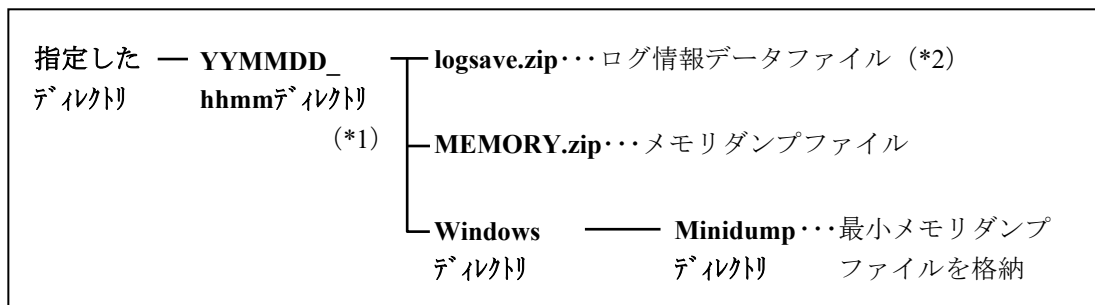 指定した YYMMDD_ logsave.zip･･･ログ情報データファイル (*2)
ﾃﾞｨﾚｸﾄﾘ hhmmﾃﾞｨﾚｸﾄﾘ
(*1)
MEMORY.zip･･･メモリダンプファイル
Windows Minidump･･･最小メモリダンプ
ﾃﾞｨﾚｸﾄﾘ ﾃﾞｨﾚｸﾄﾘ ファイルを格納